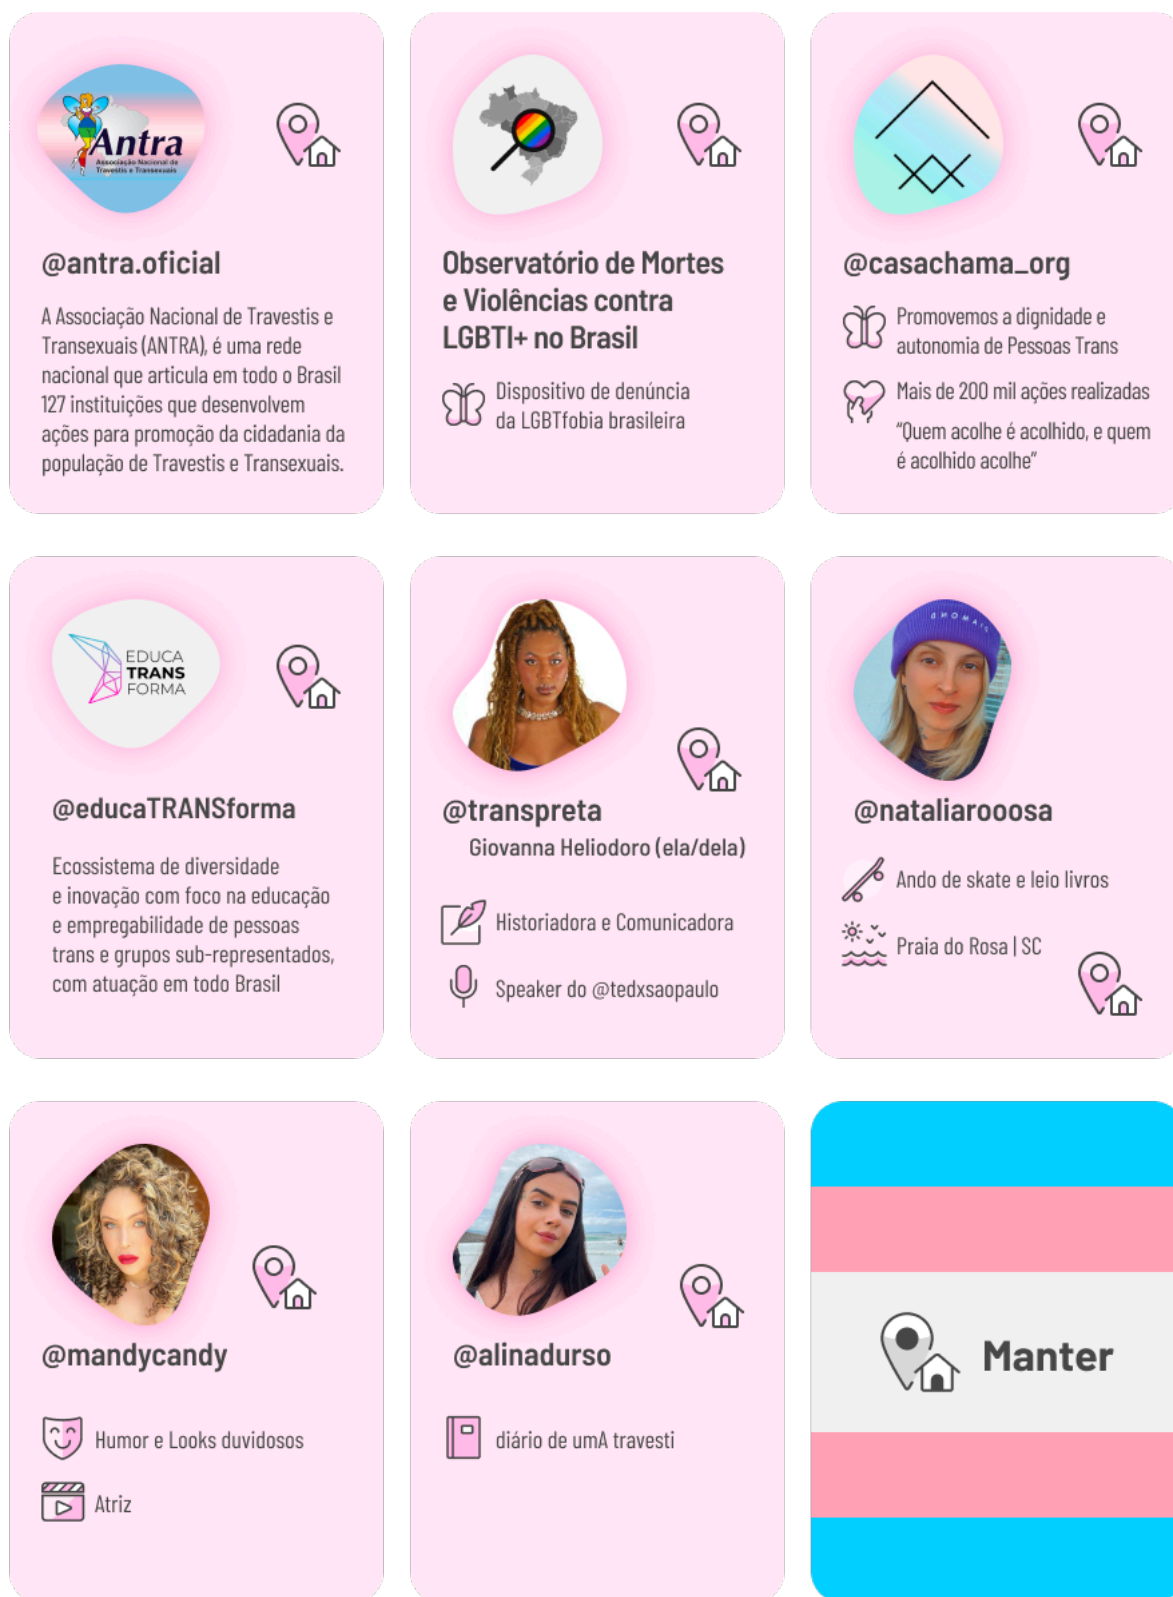 Antra
Associação Nacional de
Travestis e Transexuais
@antra.oficial
A Associação Nacional de Travestis e
Transexuais (ANTRA), é uma rede
nacional que articula em todo o Brasil
127 instituições que desenvolvem
ações para promoção da cidadania da
população de Travestis e Transexuais.
Observatório de Mortes
e Violências contra
LGBTI+ no Brasil
Dispositivo de denúncia
da LGBTfobia brasileira
@casachama_org
Promovemos a dignidade e
autonomia de Pessoas Trans
Mais de 200 mil ações realizadas
“Quem acolhe é acolhido, e quem
é acolhido acolhe”
EDUCA
TRANS
FORMA
@educaTRANSforma
Ecossistema de diversidade
e inovação com foco na educação
e empregabilidade de pessoas
trans e grupos sub-representados,
com atuação em todo Brasil
@transpreta
Giovanna Heliodoro (ela/dela)
Historiadora e Comunicadora
Speaker do @tedxsaopaulo
@nataliarooosa
Ando de skate e leio livros
Praia do Rosa | SC
@mandycandy
Humor e Looks duvidosos
Atriz
@alinadurso
diário de umA travesti
Manter